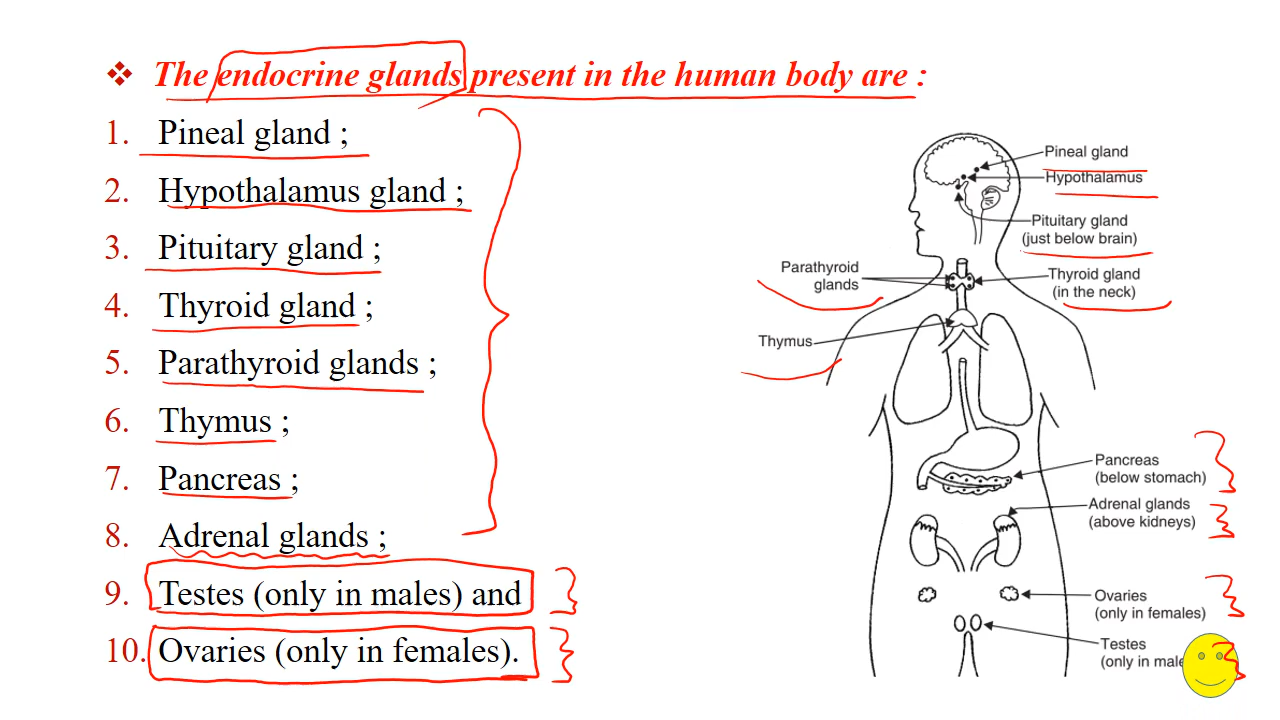 ❖ The endocrine glands present in the human body are :
1. Pineal gland ;
2. Hypothalamus gland ;
3. Pituitary gland ;
4. Thyroid gland ;
5. Parathyroid glands ;
6. Thymus ;
7. Pancreas ;
8. Adrenal glands ;
9. Testes (only in males) and
10. Ovaries (only in females).
Pineal gland
Hypothalamus
Pituitary gland
(just below brain)
Parathyroid
glands
Thyroid gland
(in the neck)
Thymus
Pancreas
(below stomach)
Adrenal glands
(above kidneys)
Ovaries
(only in females)
Testes
(only in male